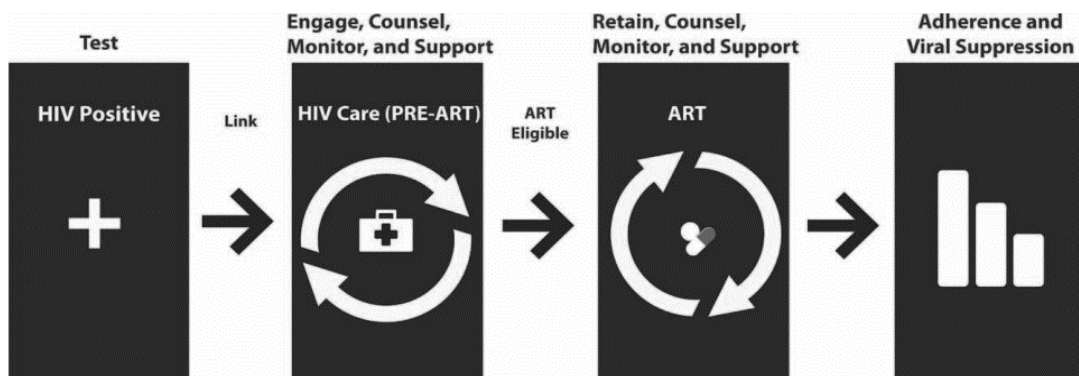 Test
HIV Positive
Link
Engage, Counsel,
Monitor, and Support
HIV Care (PRE-ART)
ART
Eligible
Retain, Counsel,
Monitor, and Support
ART
Adherence and
Viral Suppression